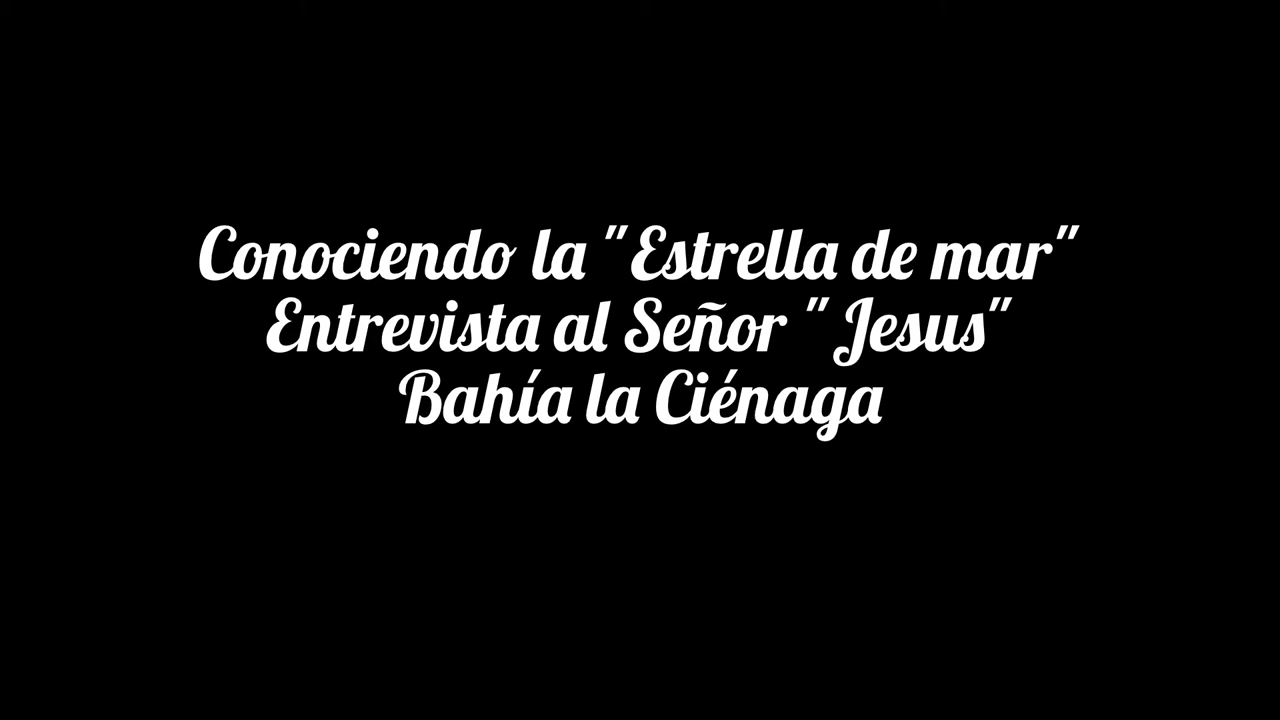 Conociendo la "Estrella de mar"
Entrevista al Señor "Jesus"
Bahía la Ciénaga